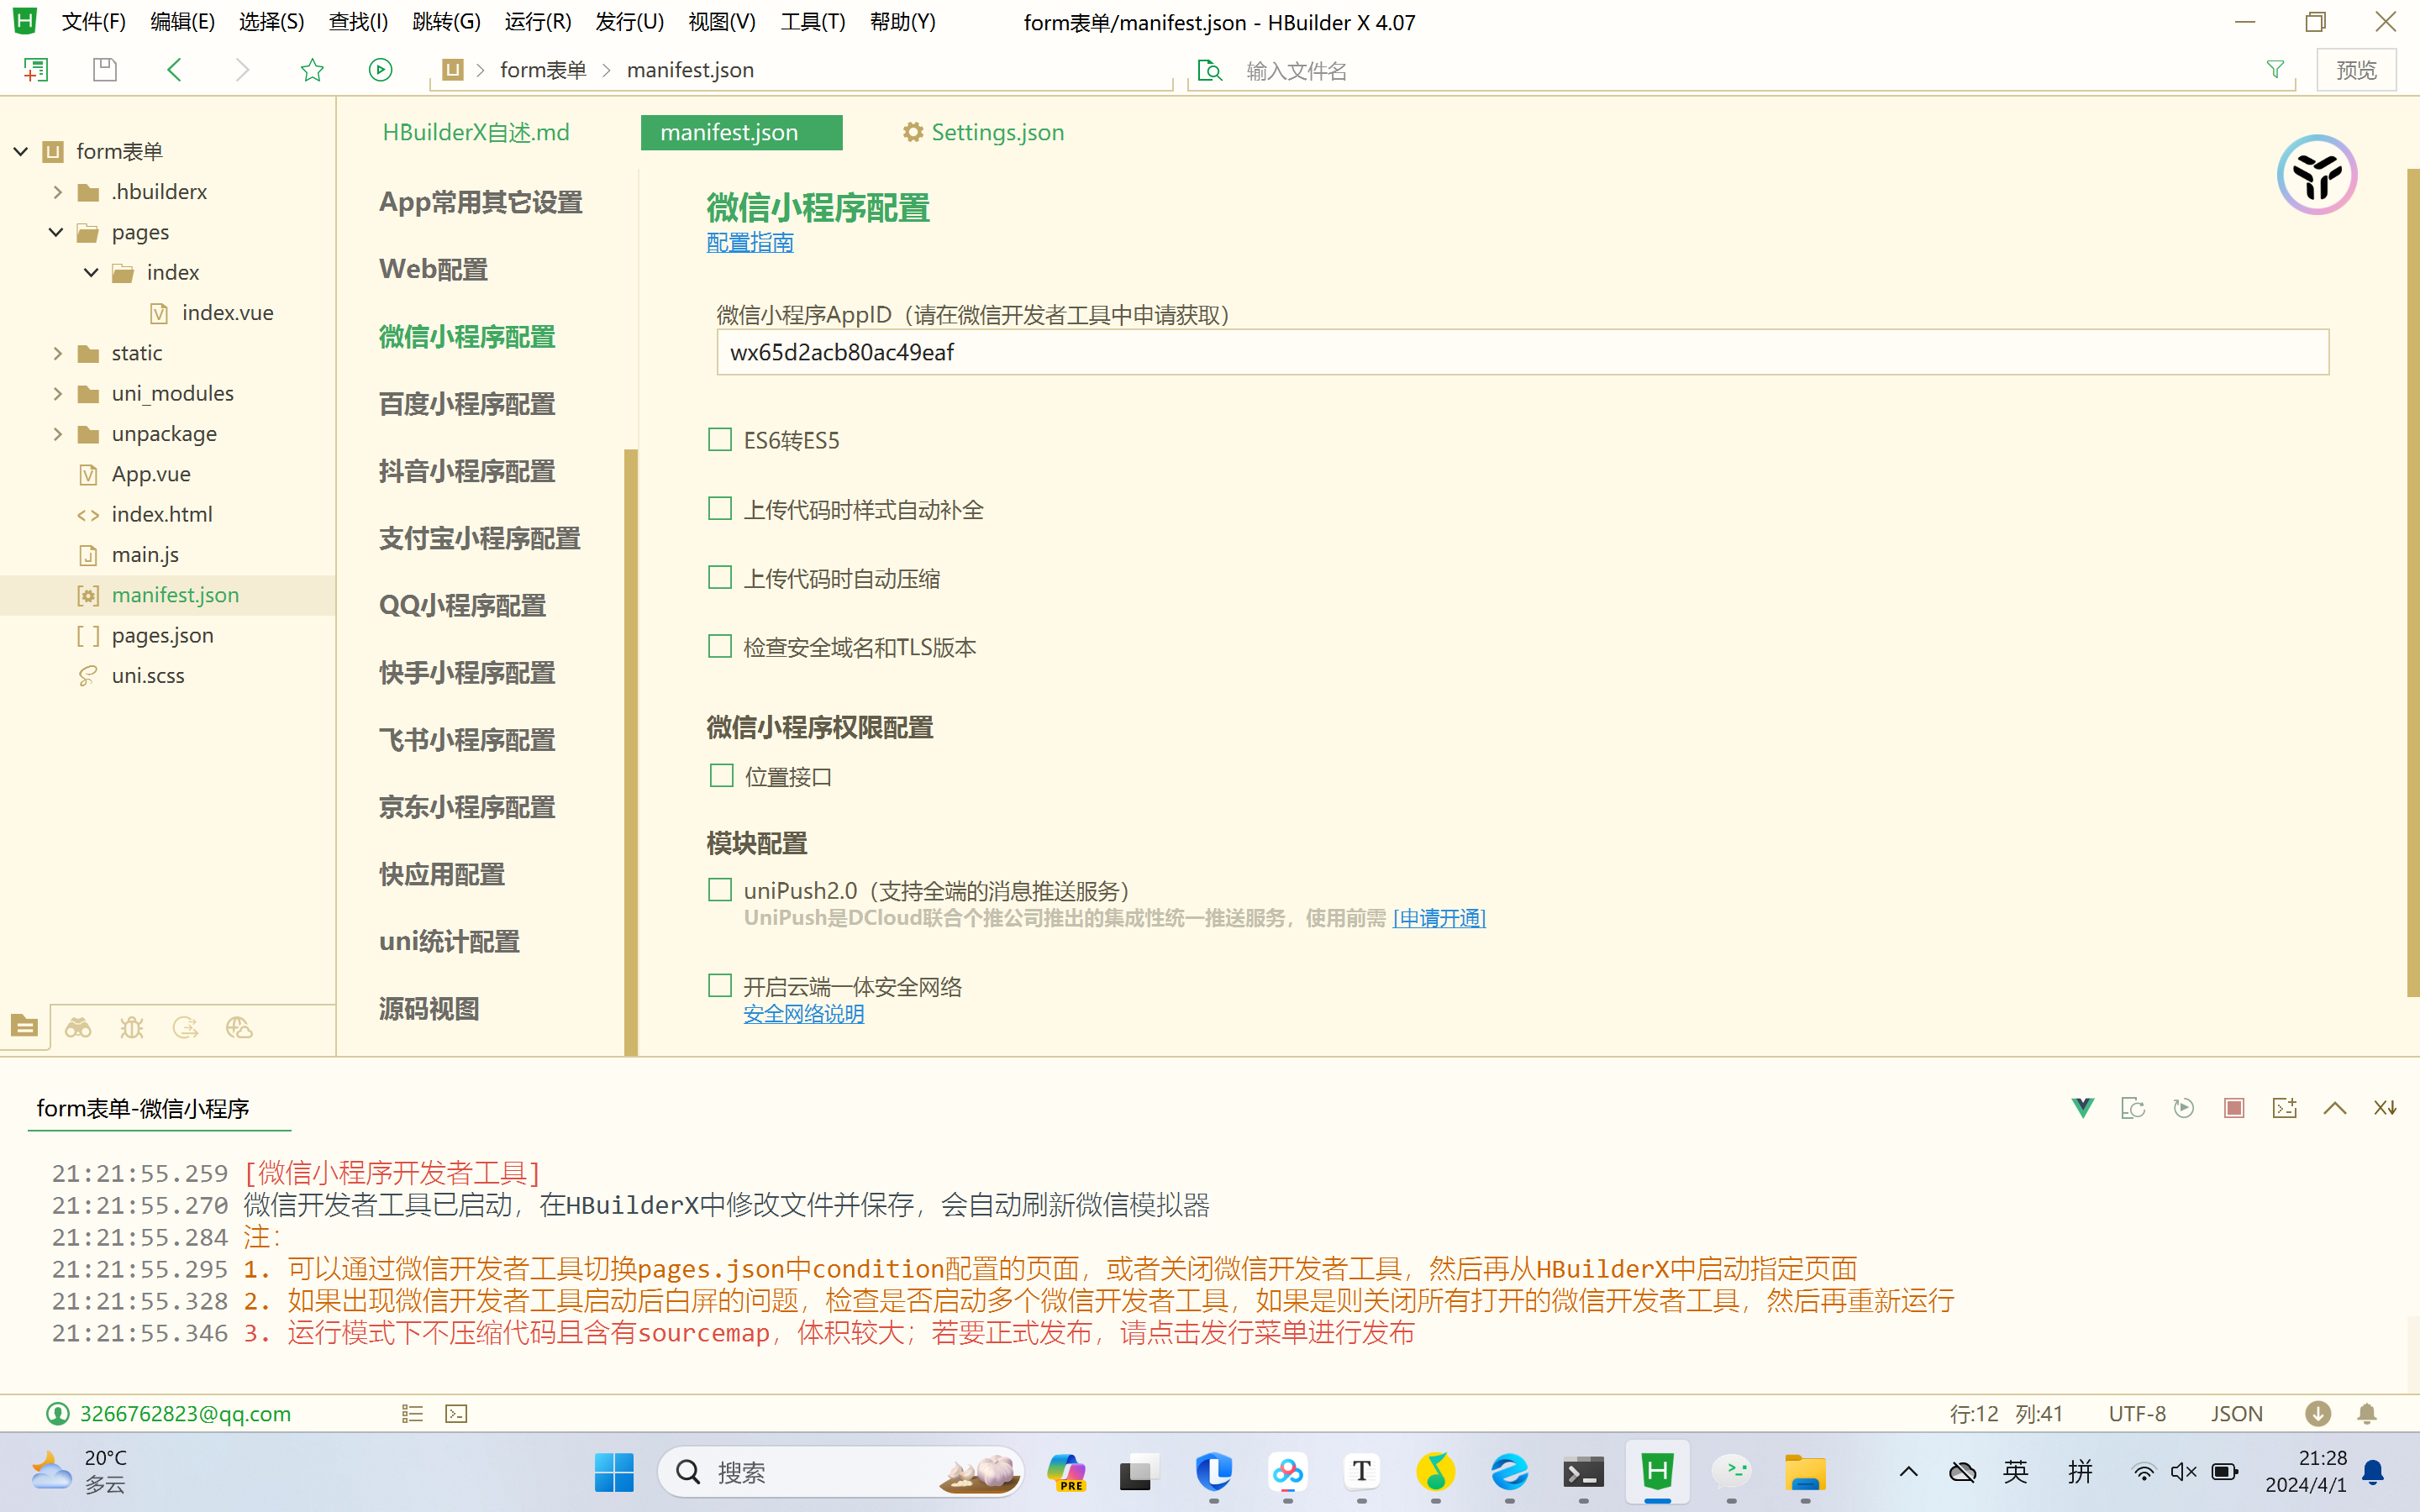 文件(F) 编辑(E) 选择(S) 查找(I) 跳转(G) 运行(R) 发行(U) 视图(V) 工具(T) 帮助(Y) form表单/manifest.json - HBuilder X 4.07
form表单 manifest.json 输入文件名 预览
HBuilderX自述.md manifest.json Settings.json
form表单
.hbuilderx
pages
index
index.vue
static
uni_modules
unpackage
App.vue
index.html
main.js
manifest.json
pages.json
uni.scss
App常用其它设置
Web配置
微信小程序配置
百度小程序配置
抖音小程序配置
支付宝小程序配置
QQ小程序配置
快手小程序配置
飞书小程序配置
京东小程序配置
快应用配置
uni统计配置
源码视图
微信小程序配置
配置指南
微信小程序AppID（请在微信开发者工具中申请获取）
wx65d2acb80ac49eaf
ES6转ES5
上传代码时样式自动补全
上传代码时自动压缩
检查安全域名和TLS版本
微信小程序权限配置
位置接口
模块配置
uniPush2.0（支持全端的消息推送服务）
UniPush是DCloud联合个推公司推出的集成性统一推送服务，使用前需 [申请开通]
开启云端一体安全网络
安全网络说明
form表单-微信小程序
21:21:55.259 [微信小程序开发者工具]
21:21:55.270 微信开发者工具已启动，在HBuilderX中修改文件并保存，会自动刷新微信模拟器
21:21:55.284 注：
21:21:55.295 1. 可以通过微信开发者工具切换pages.json中condition配置的页面，或者关闭微信开发者工具，然后再从HBuilderX中启动指定页面
21:21:55.328 2. 如果出现微信开发者工具启动后白屏的问题，检查是否启动多个微信开发者工具，如果是则关闭所有打开的微信开发者工具，然后再重新运行
21:21:55.346 3. 运行模式下不压缩代码且含有sourcemap，体积较大；若要正式发布，请点击发行菜单进行发布
3266762823@qq.com 行:12 列:41 UTF-8 JSON
20°C
多云
搜索
PRE
英 拼
21:28
2024/4/1